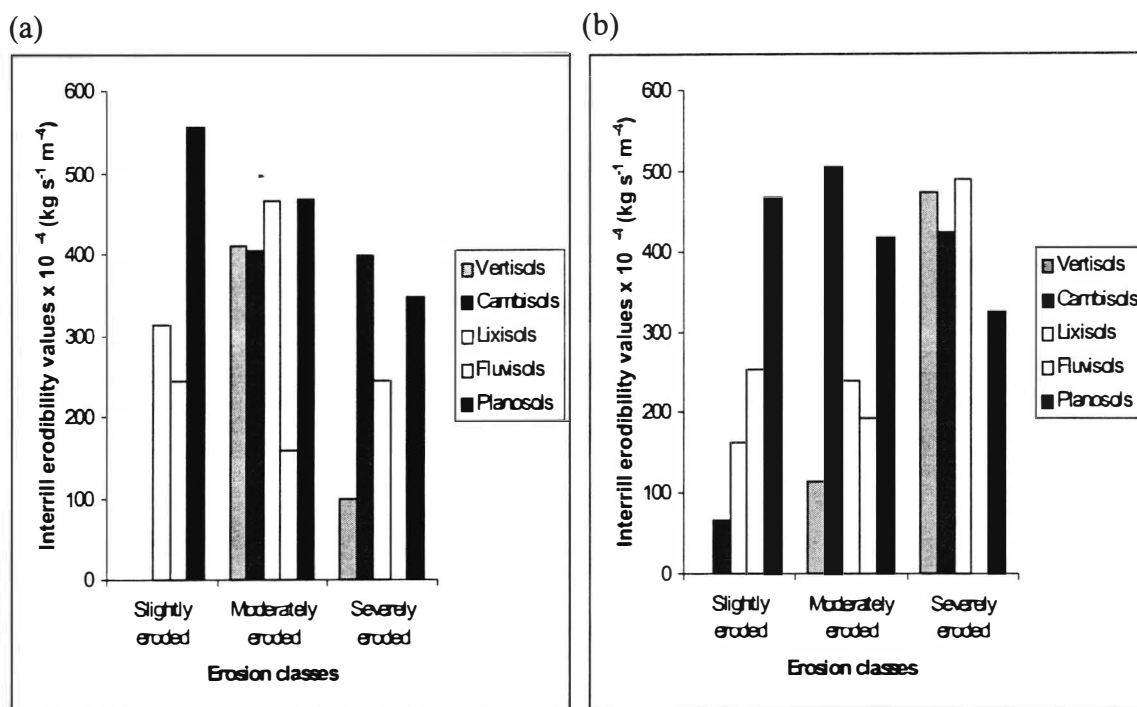 (a)
Interrill erodibility values x 10 ⁻⁴ (kg s⁻¹ m⁻⁴)
600
500
400
300
200
100
0
Slightly eroded
Moderately eroded
Severely eroded
Erosion classes
Vertisols
Cambisols
Lixisols
Fluvisols
Planosols
(b)
Interrill erodibility values x 10 ⁻⁴ (kg s⁻¹ m⁻⁴)
600
500
400
300
200
100
0
Slightly eroded
Moderately eroded
Severely eroded
Erosion classes
Vertisols
Cambisols
Lixisols
Fluvisols
Planosols